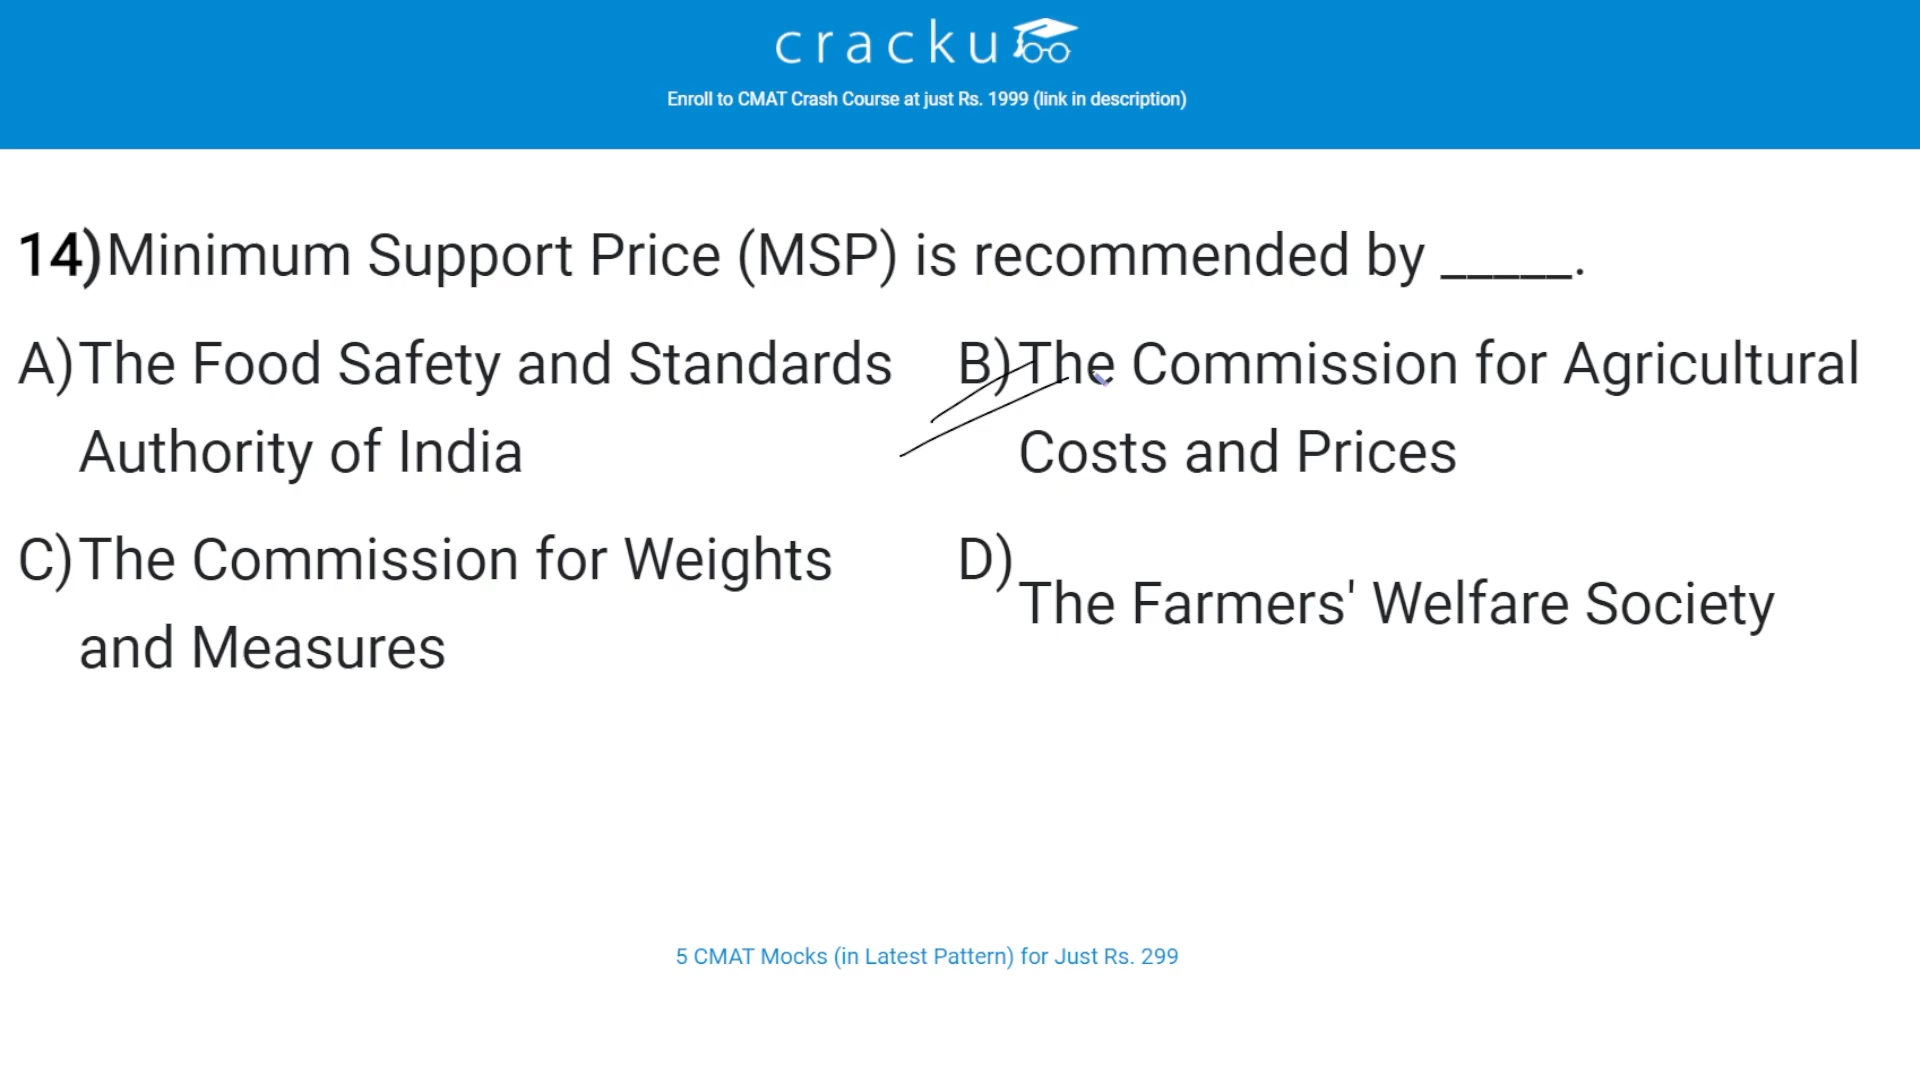 cracku
Enroll to CMAT Crash Course at just Rs. 1999 (link in description)
14)Minimum Support Price (MSP) is recommended by _____.
A)The Food Safety and Standards
Authority of India
B)The Commission for Agricultural
Costs and Prices
C)The Commission for Weights
and Measures
D)
The Farmers' Welfare Society
5 CMAT Mocks (in Latest Pattern) for Just Rs. 299